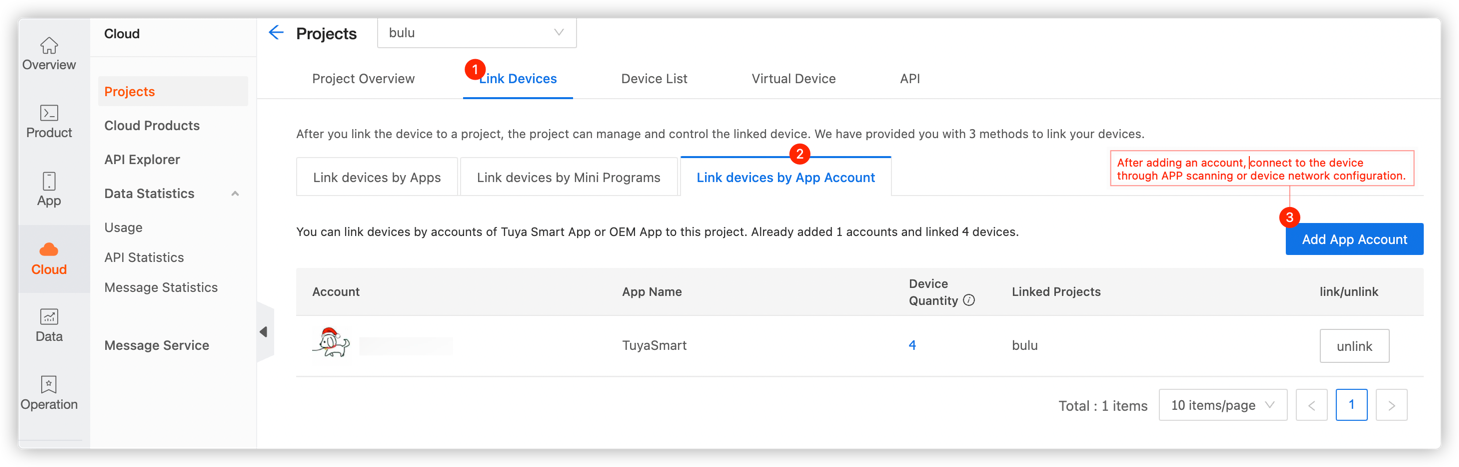 Overview
Product
App
Cloud
Data
Operation
Cloud
Projects
Cloud Products
API Explorer
Data Statistics
Usage
API Statistics
Message Statistics
Message Service
Projects
bulu
1
Link Devices
Project Overview
Device List
Virtual Device
API
After you link the device to a project, the project can manage and control the linked device. We have provided you with 3 methods to link your devices.
2
Link devices by Apps
Link devices by Mini Programs
Link devices by App Account
After adding an account, connect to the device
through APP scanning or device network configuration.
3
You can link devices by accounts of Tuya Smart App or OEM App to this project. Already added 1 accounts and linked 4 devices.
Add App Account
Account
App Name
Device
Quantity
Linked Projects
link/unlink
TuyaSmart
4
bulu
unlink
Total : 1 items
10 items/page
<
1
>